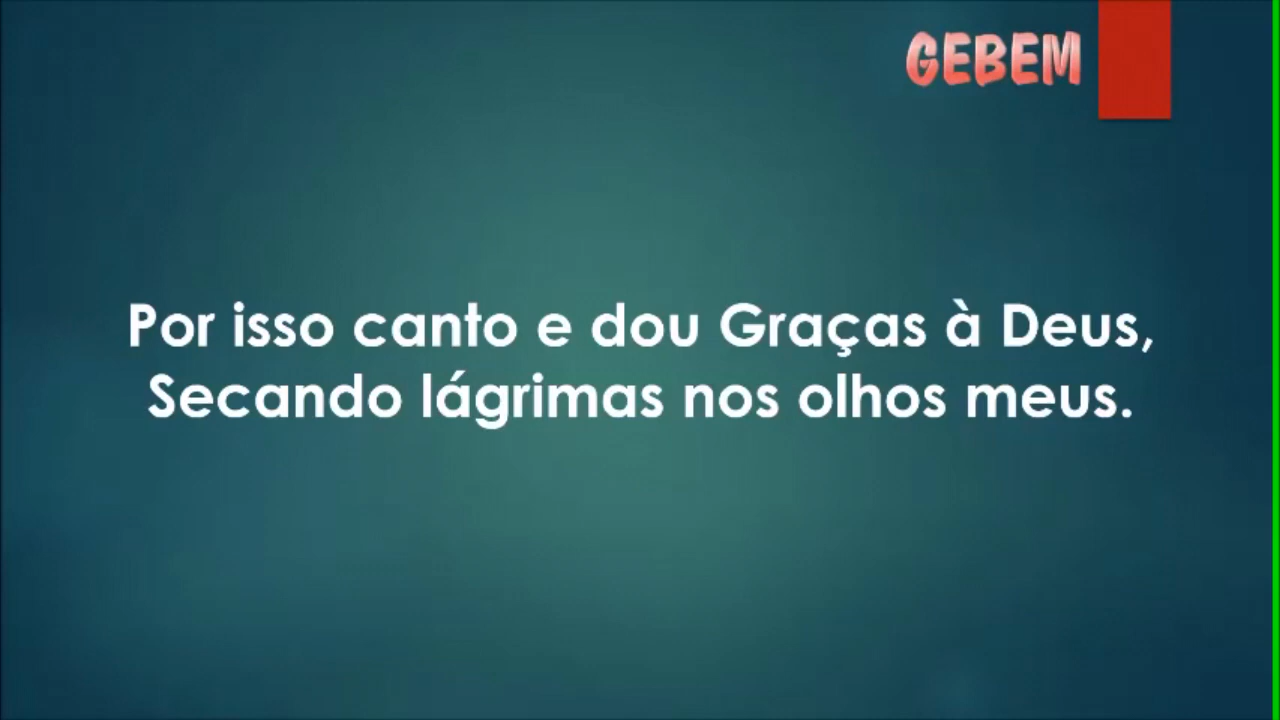 GEBEM
Por isso canto e dou Graças à Deus,
Secando lágrimas nos olhos meus.